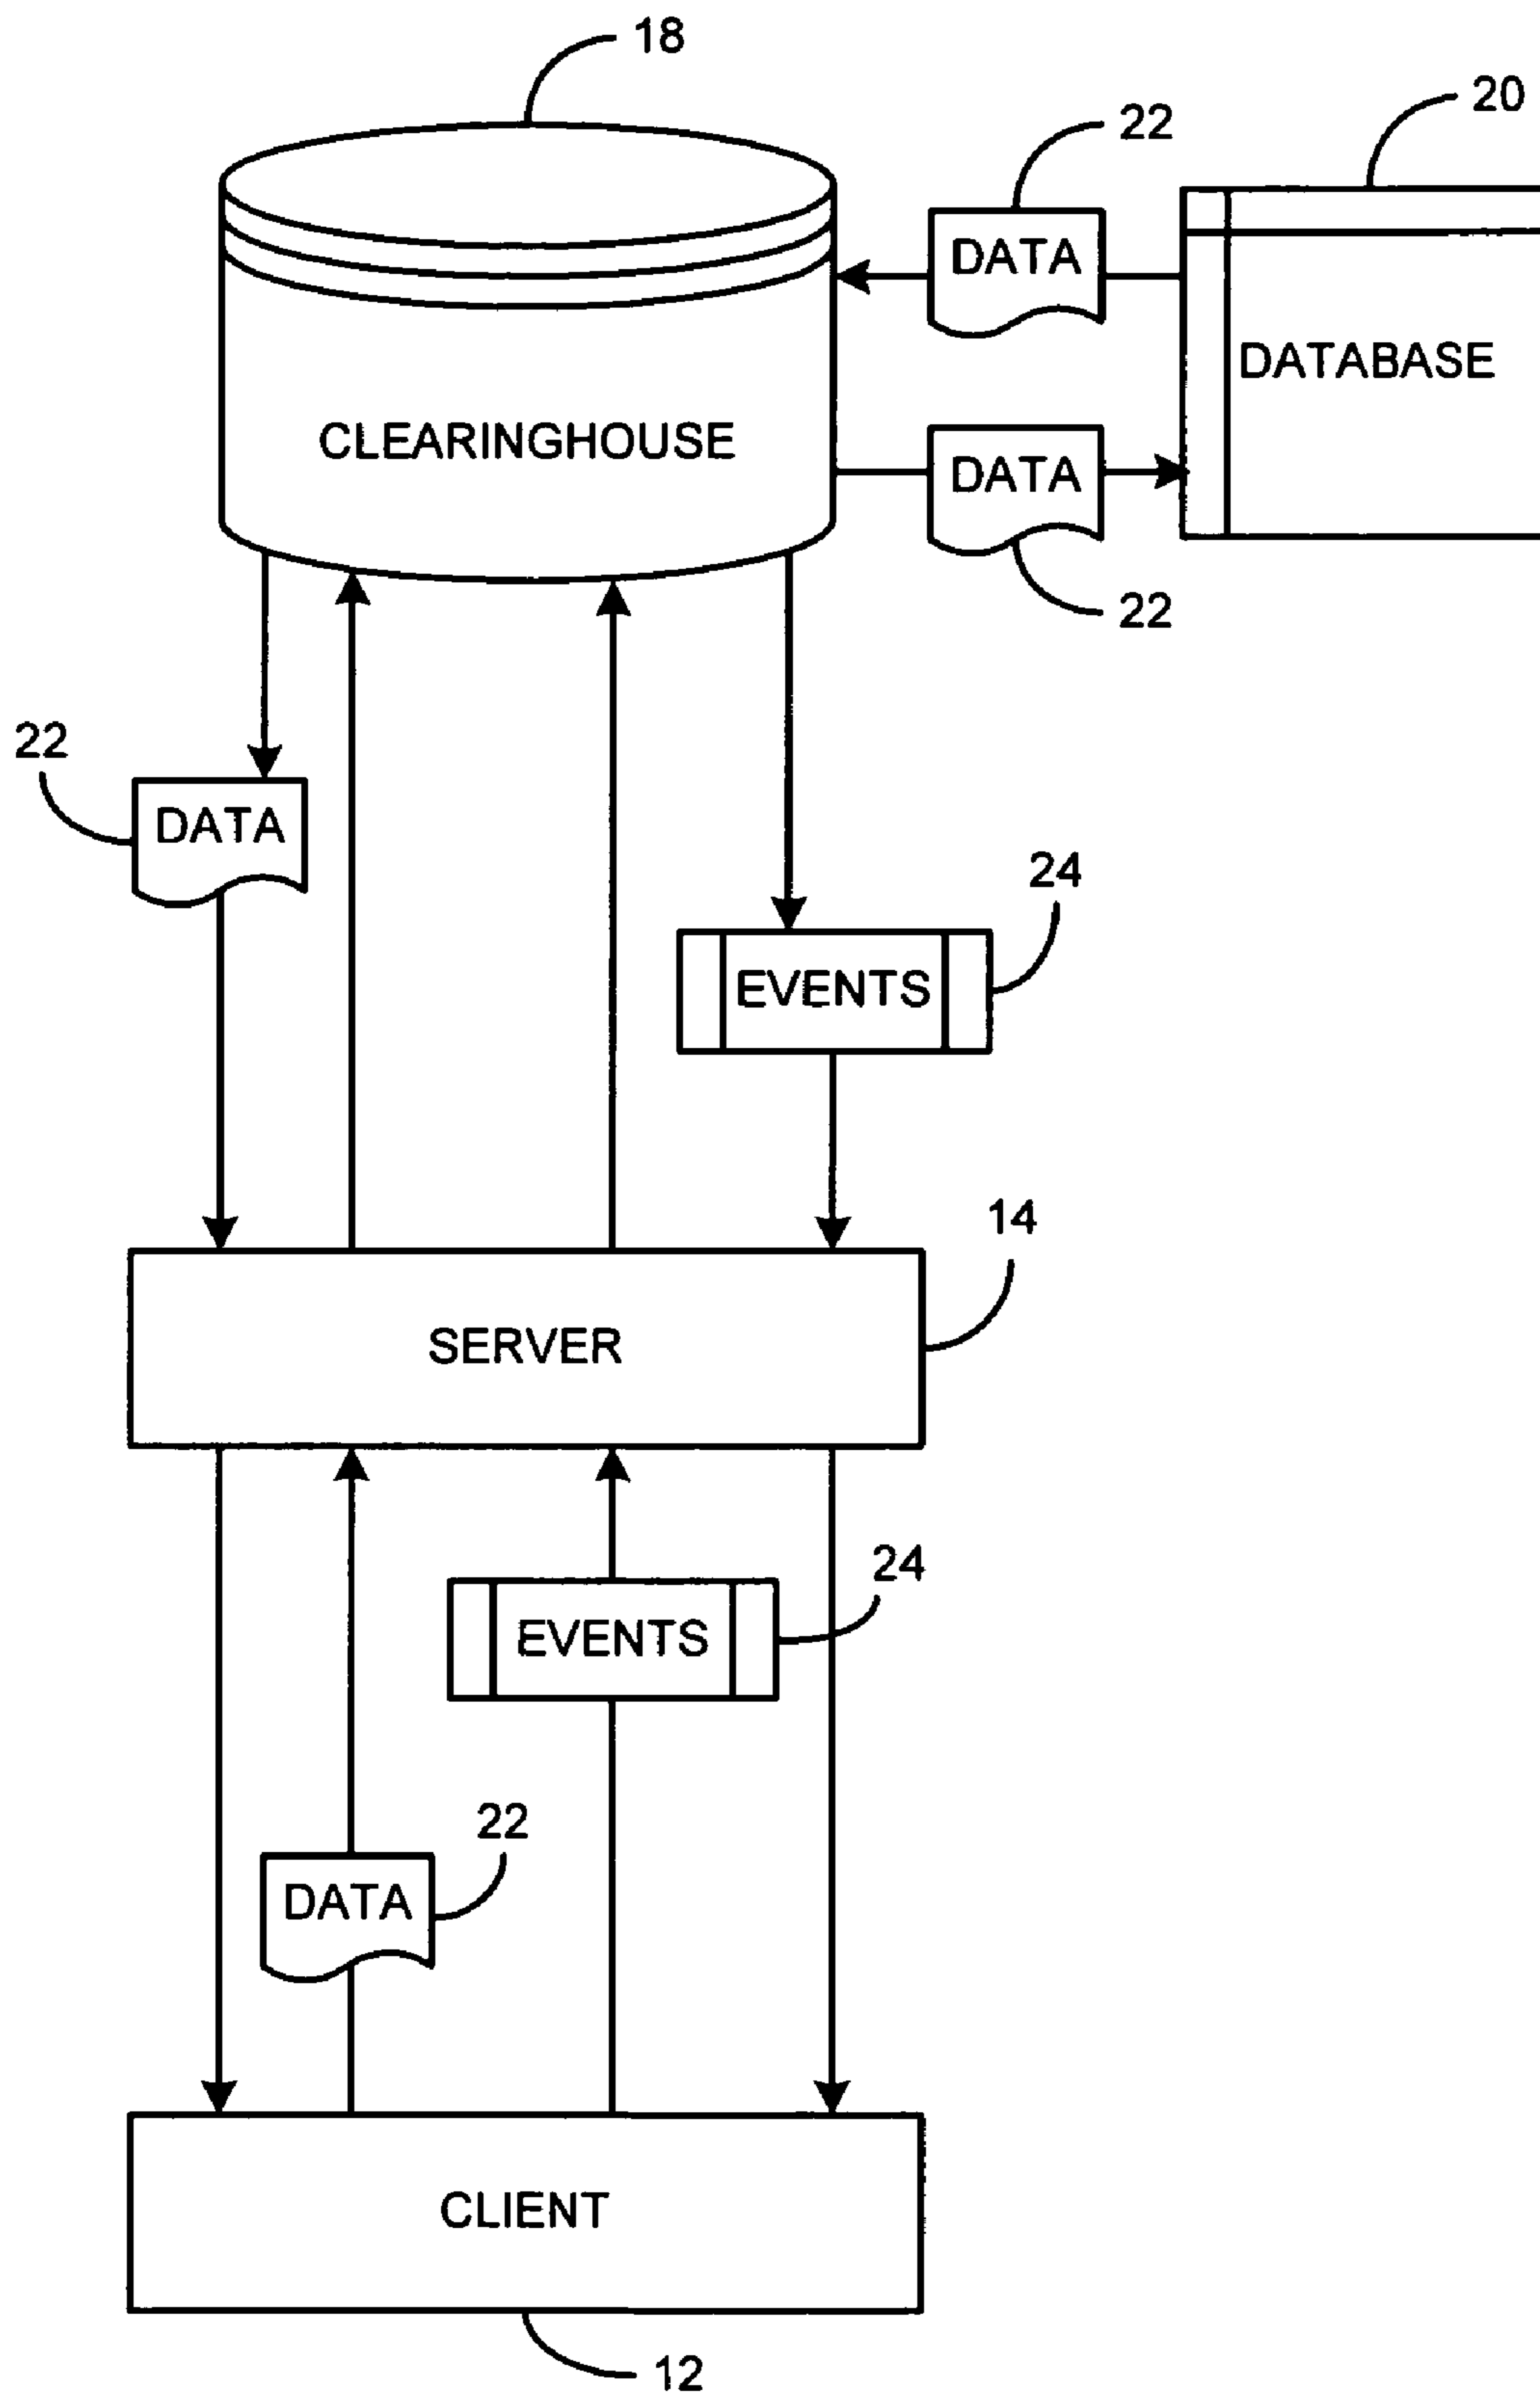 18
20
22
DATA
DATABASE
CLEARINGHOUSE
DATA
22
22
DATA
24
EVENTS
14
SERVER
24
EVENTS
22
DATA
CLIENT
12